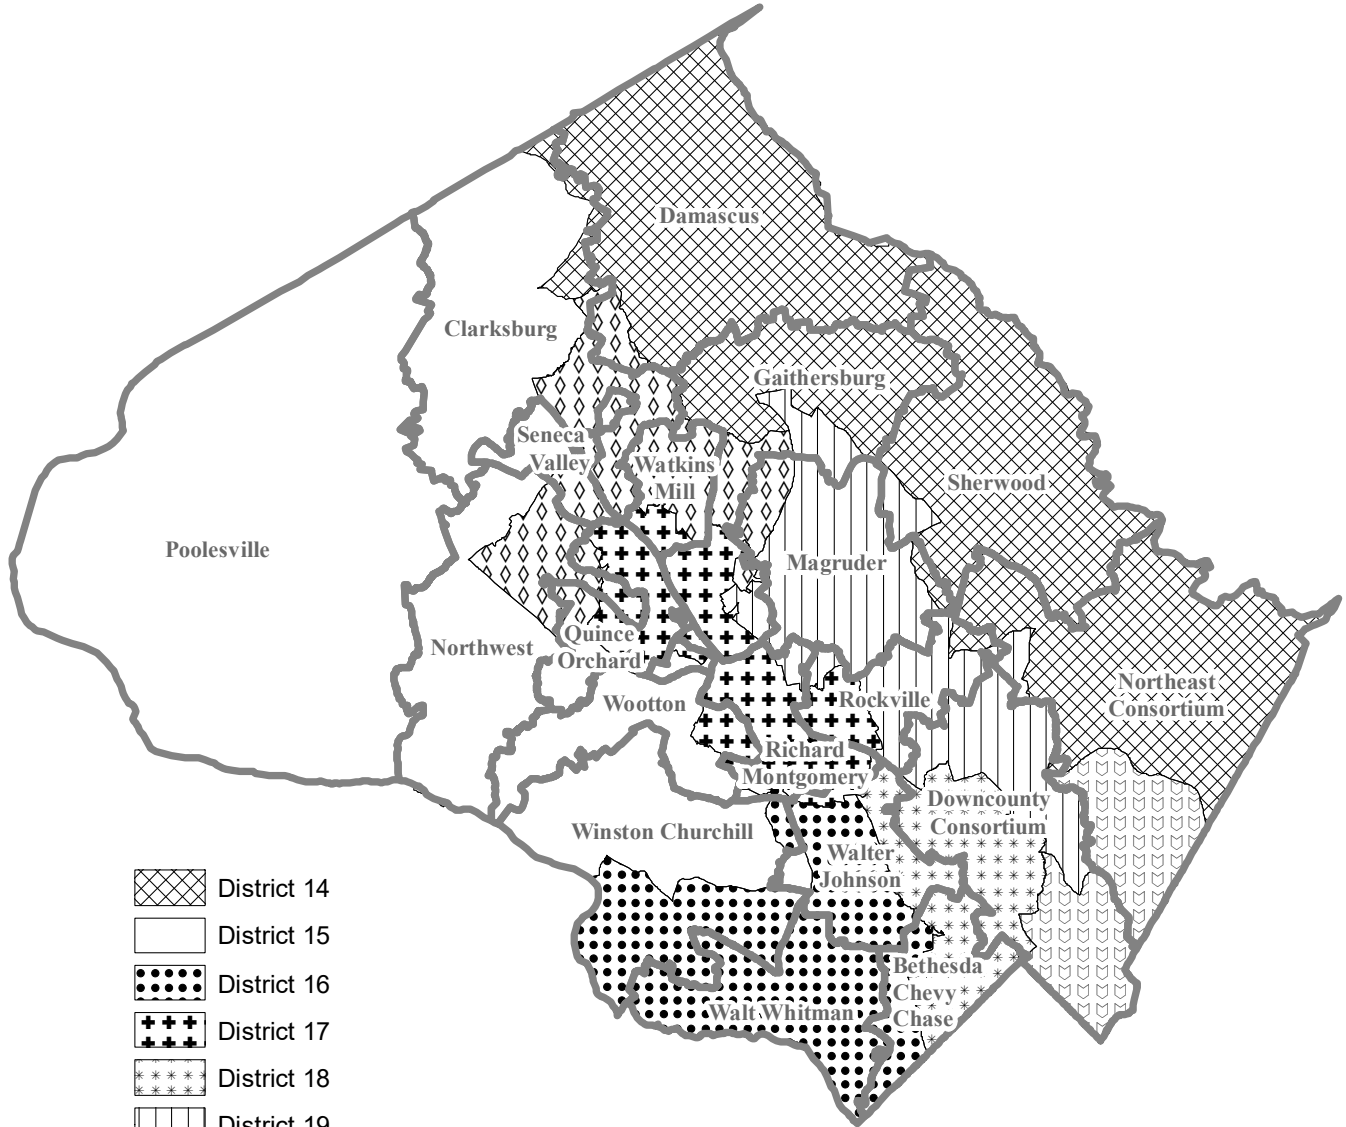 Damascus
Clarksburg
Gaithersburg
Seneca
Valley
Watkins
Mill
Sherwood
Poolesville
Magruder
Northwest
Quince
Orchard
Wootton
Rockville
Northeast
Consortium
Richard
Montgomery
Downcounty
Consortium
Winston Churchill
Walter
Johnson
Bethesda
Chevy
Chase
Walt Whitman
District 14
District 15
District 16
District 17
District 18
District 19